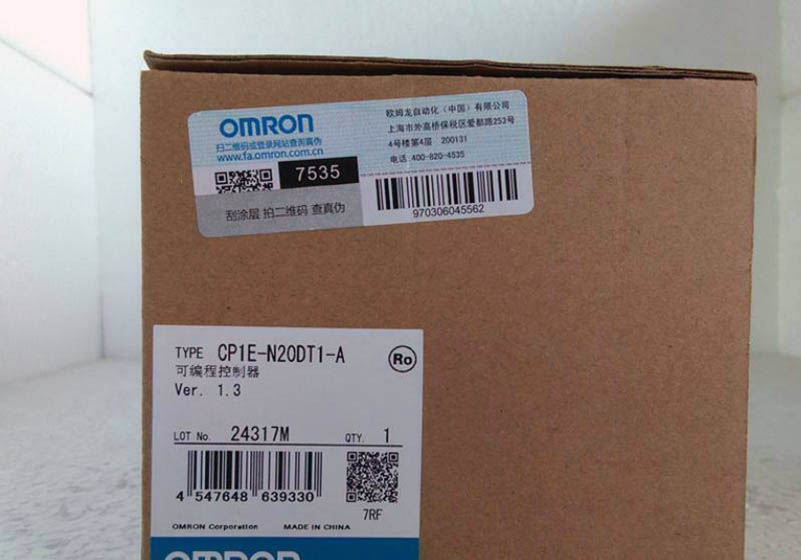 OMRON
扫二维码或登录网站查询真伪
www.fa.omron.com.cn
7535
刮涂层 拍二维码 查真伪
欧姆龙自动化（中国）有限公司
上海市外高桥保税区爱都路253号
4号楼第4层 200131
电话:400-820-4535
970306045562
TYPE CP1E-N20DT1-A
Ro
可编程控制器
Ver. 1.3
LOT No. 24317M QTY. 1
4 547648 639330
7RF
OMRON Corporation MADE IN CHINA
OMRON